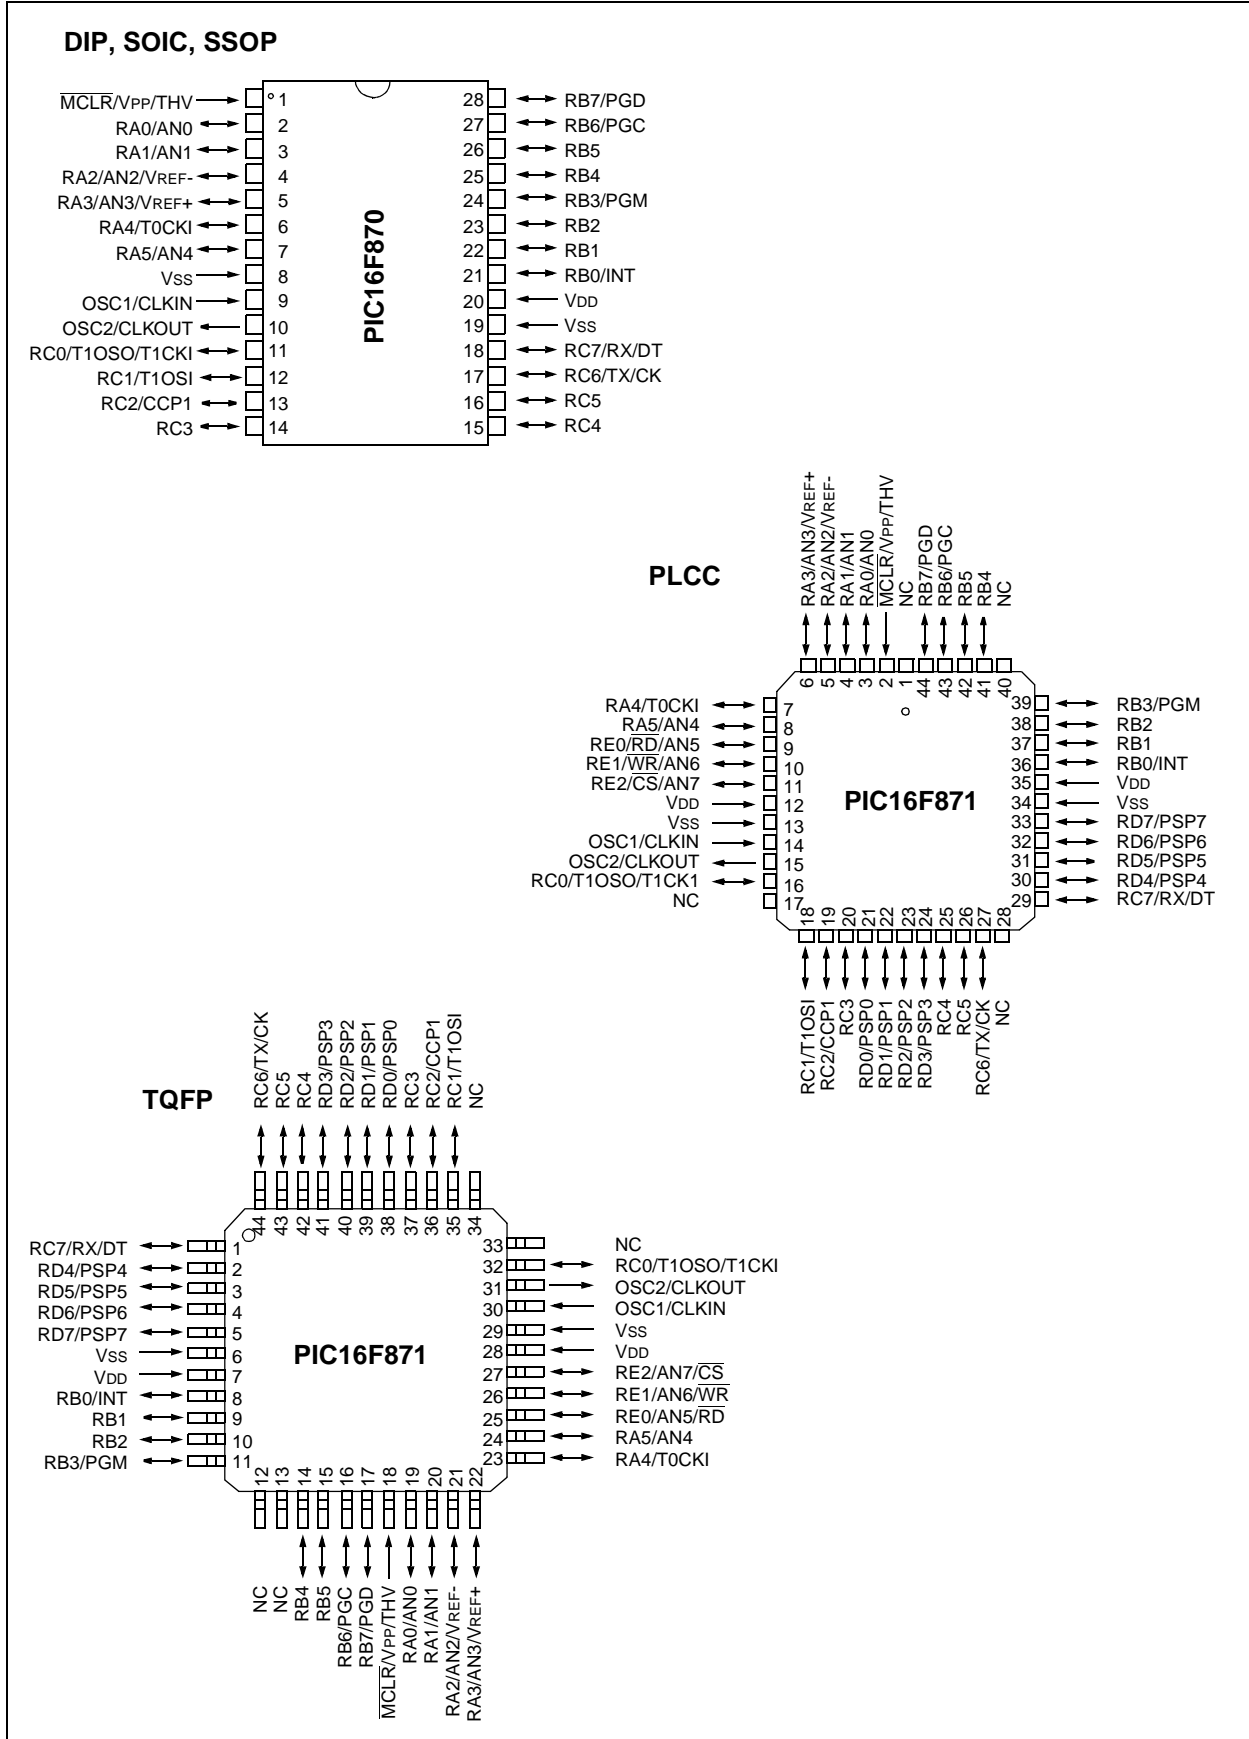 DIP, SOIC, SSOP
MCLR/VPP/THV 1 28 RB7/PGD
RA0/AN0 2 27 RB6/PGC
RA1/AN1 3 26 RB5
RA2/AN2/VREF- 4 25 RB4
RA3/AN3/VREF+ 5 24 RB3/PGM
RA4/T0CKI 6 23 RB2
RA5/AN4 7 22 RB1
VSS 8 21 RB0/INT
OSC1/CLKIN 9 20 VDD
OSC2/CLKOUT 10 19 VSS
RC0/T1OSO/T1CKI 11 18 RC7/RX/DT
RC1/T1OSI 12 17 RC6/TX/CK
RC2/CCP1 13 16 RC5
RC3 14 15 RC4
PIC16F870
PLCC
RA3/AN3/VREF+ 6
RA2/AN2/VREF- 5
RA1/AN1 4
RA0/AN0 3
MCLR/VPP/THV 2
NC 1
RB7/PGD 44
RB6/PGC 43
RB5 42
RB4 41
NC 40
RA4/T0CKI 7 39 RB3/PGM
RA5/AN4 8 38 RB2
RE0/RD/AN5 9 37 RB1
RE1/WR/AN6 10 36 RB0/INT
RE2/CS/AN7 11 35 VDD
VDD 12 34 VSS
VSS 13 33 RD7/PSP7
OSC1/CLKIN 14 32 RD6/PSP6
OSC2/CLKOUT 15 31 RD5/PSP5
RC0/T1OSO/T1CK1 16 30 RD4/PSP4
NC 17 29 RC7/RX/DT
PIC16F871
18 RC1/T1OSI
19 RC2/CCP1
20 RC3
21 RD0/PSP0
22 RD1/PSP1
23 RD2/PSP2
24 RD3/PSP3
25 RC4
26 RC5
27 RC6/TX/CK
28 NC
TQFP
RC6/TX/CK 44
RC5 43
RC4 42
RD3/PSP3 41
RD2/PSP2 40
RD1/PSP1 39
RD0/PSP0 38
RC3 37
RC2/CCP1 36
RC1/T1OSI 35
NC 34
RC7/RX/DT 1 33 NC
RD4/PSP4 2 32 RC0/T1OSO/T1CKI
RD5/PSP5 3 31 OSC2/CLKOUT
RD6/PSP6 4 30 OSC1/CLKIN
RD7/PSP7 5 29 VSS
VSS 6 28 VDD
VDD 7 27 RE2/AN7/CS
RB0/INT 8 26 RE1/AN6/WR
RB1 9 25 RE0/AN5/RD
RB2 10 24 RA5/AN4
RB3/PGM 11 23 RA4/T0CKI
PIC16F871
12 NC
13 NC
14 RB4
15 RB5
16 RB6/PGC
17 RB7/PGD
18 MCLR/VPP/THV
19 RA0/AN0
20 RA1/AN1
21 RA2/AN2/VREF-
22 RA3/AN3/VREF+